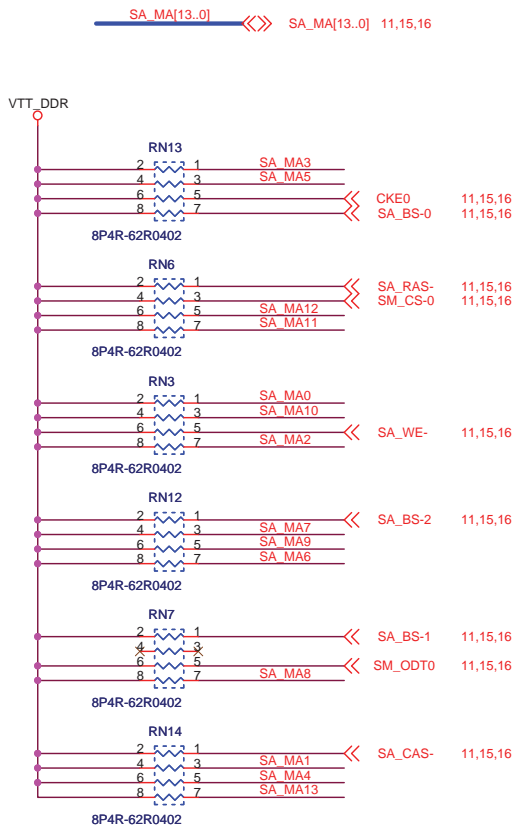 SA_MA[13..0] SA_MA[13..0] 11,15,16
VTT_DDR
RN13
2 1 SA_MA3
4 3 SA_MA5
6 5 CKE0 11,15,16
8 7 SA_BS-0 11,15,16
8P4R-62R0402
RN6
2 1 SA_RAS- 11,15,16
4 3 SM_CS-0 11,15,16
6 5 SA_MA12
8 7 SA_MA11
8P4R-62R0402
RN3
2 1 SA_MA0
4 3 SA_MA10
6 5 SA_WE- 11,15,16
8 7 SA_MA2
8P4R-62R0402
RN12
2 1 SA_BS-2 11,15,16
4 3 SA_MA7
6 5 SA_MA9
8 7 SA_MA6
8P4R-62R0402
RN7
2 1 SA_BS-1 11,15,16
4 3
6 5 SM_ODT0 11,15,16
8 7 SA_MA8
8P4R-62R0402
RN14
2 1 SA_CAS- 11,15,16
4 3 SA_MA1
6 5 SA_MA4
8 7 SA_MA13
8P4R-62R0402